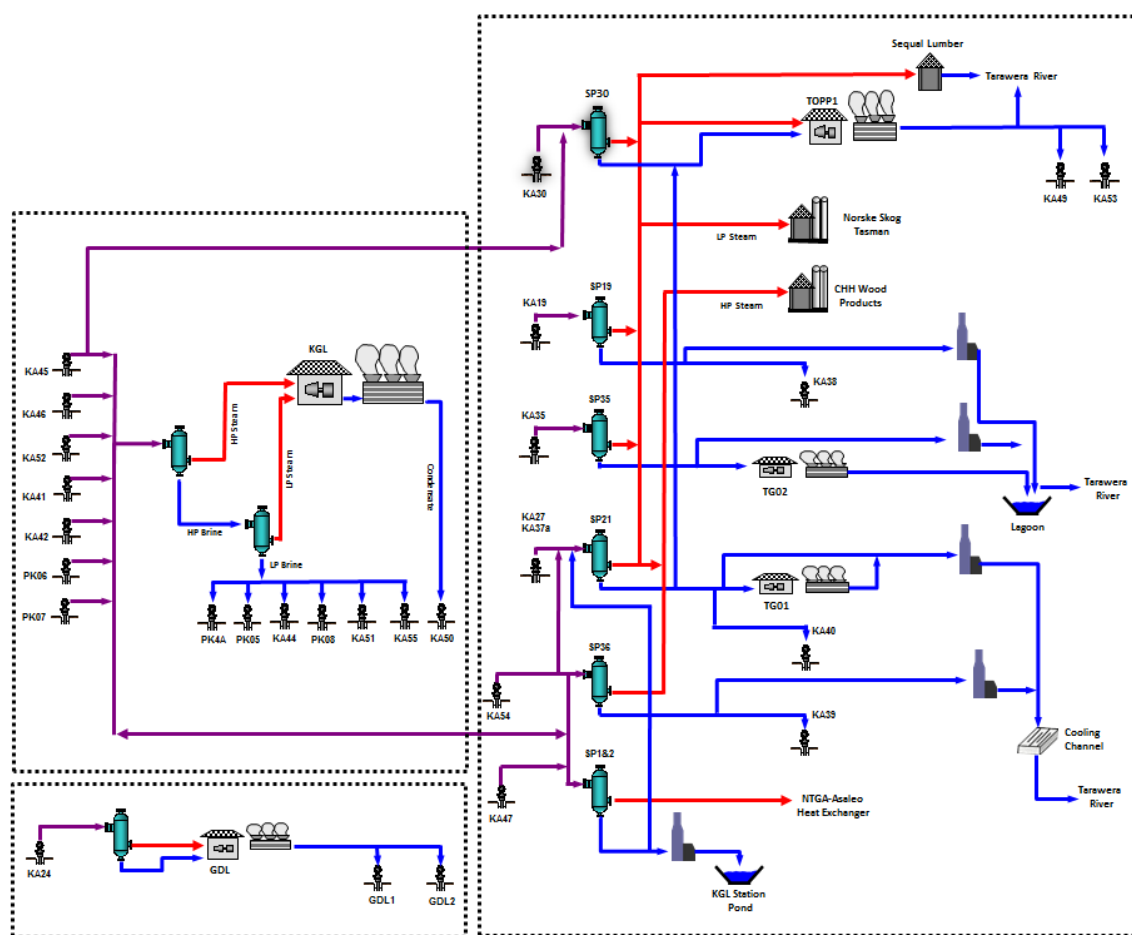 Sequal Lumber
Tarawera River
SP30
TOPP1
KA30
KA49
KA53
Norske Skog
Tasman
LP Steam
SP19
CHH Wood
Products
KA19
HP Steam
KGL
KA45
KA38
KA46
HP Steam
SP35
KA35
KA52
LP Steam
Condensate
TG02
Tarawera
River
KA41
KA27
KA37a
SP21
Lagoon
HP Brine
KA42
LP Brine
PK06
TG01
PK07
PK4A
PK05
KA44
PK08
KA51
KA55
KA50
KA40
SP36
KA54
KA39
Cooling
Channel
SP1&2
Tarawera
River
NTGA-Asaleo
Heat Exchanger
KA47
KA24
GDL
GDL1
GDL2
KGL Station
Pond